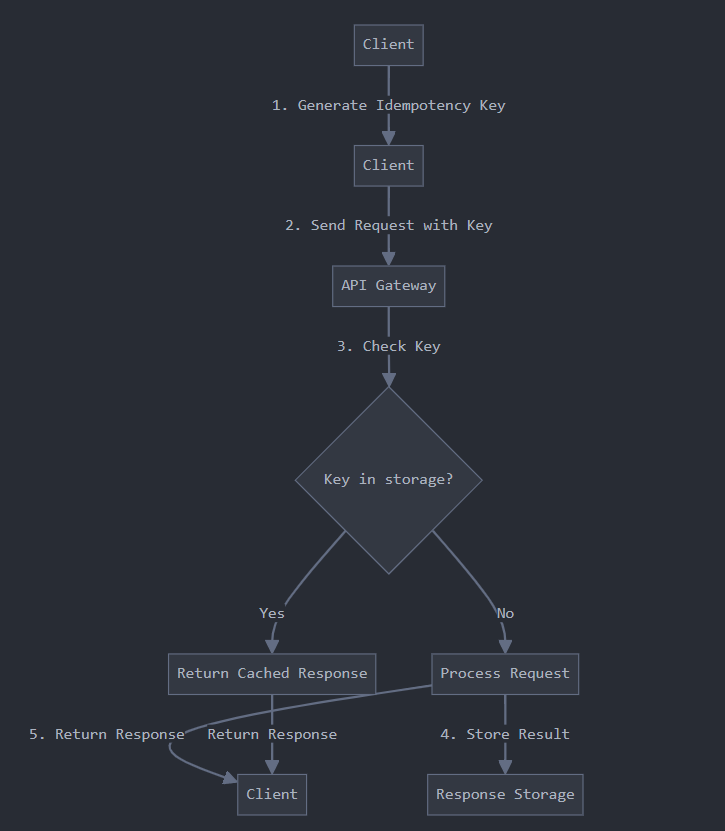 Client
1. Generate Idempotency Key
Client
2. Send Request with Key
API Gateway
3. Check Key
Key in storage?
Yes
No
Return Cached Response
Process Request
5. Return Response
Return Response
4. Store Result
Client
Response Storage